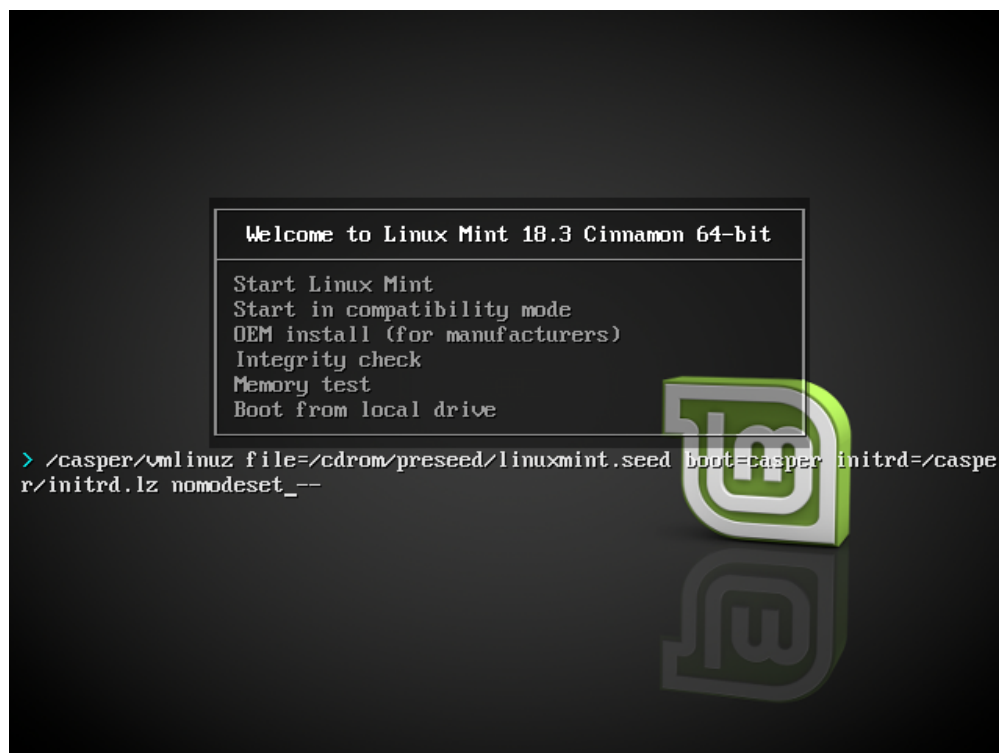 Welcome to Linux Mint 18.3 Cinnamon 64-bit
Start Linux Mint
Start in compatibility mode
OEM install (for manufacturers)
Integrity check
Memory test
Boot from local drive
> /casper/vmlinuz file=/cdrom/preseed/linuxmint.seed boot=casper initrd=/caspe
r/initrd.lz nomodeset_--
lm